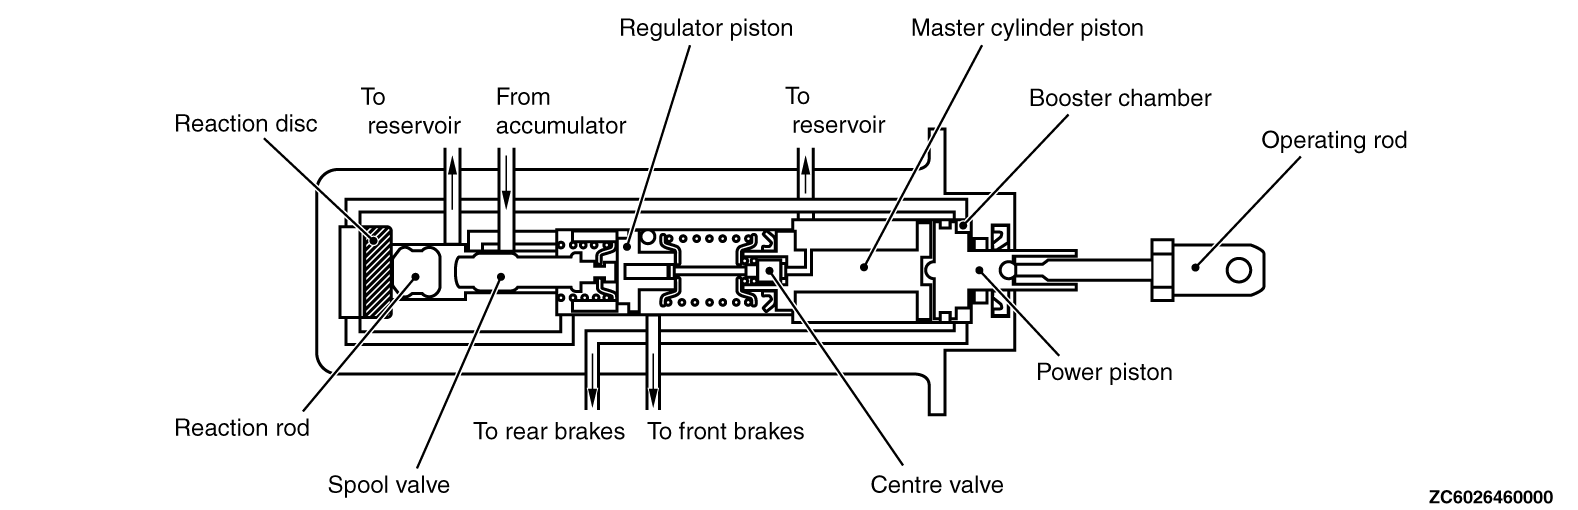 Regulator piston
Master cylinder piston
To
reservoir
From
accumulator
To
reservoir
Booster chamber
Reaction disc
Operating rod
Power piston
Reaction rod
To rear brakes
To front brakes
Spool valve
Centre valve
ZC6026460000